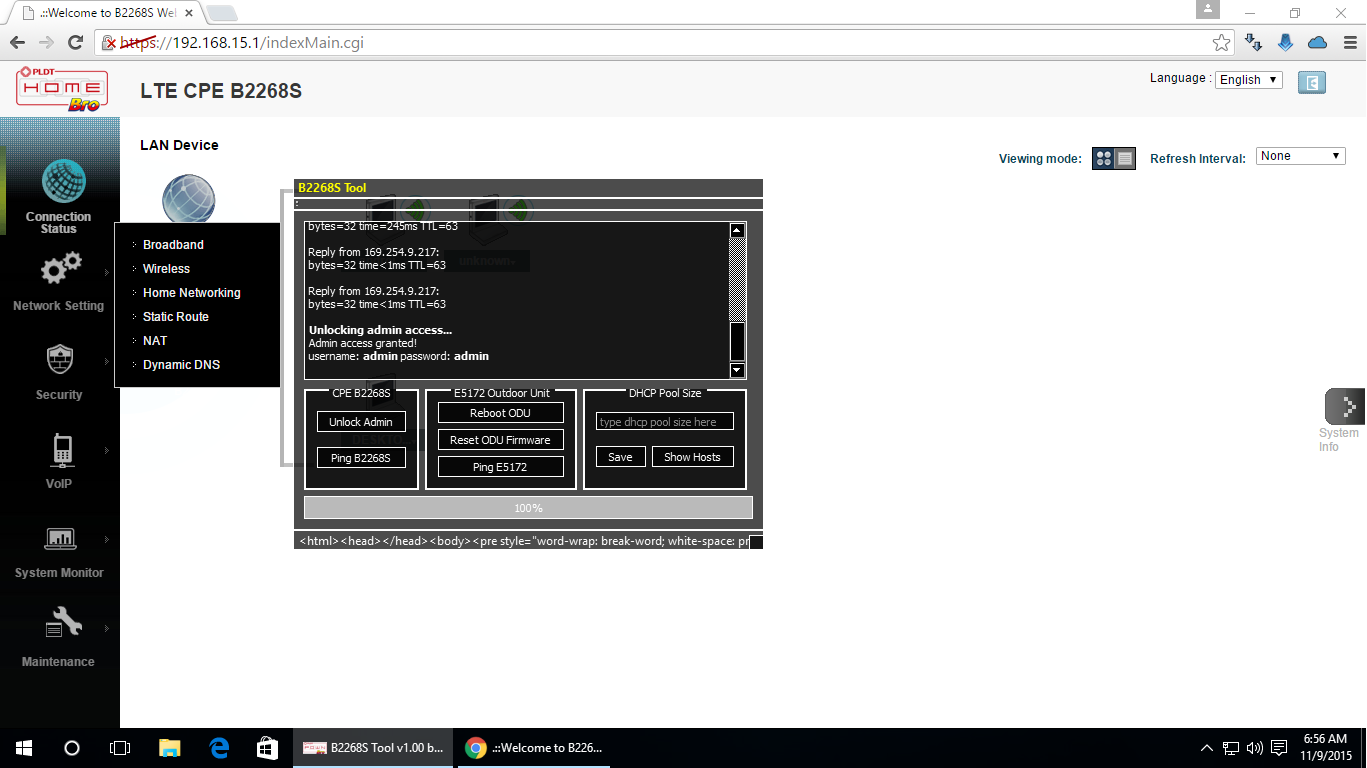 .::Welcome to B2268S Wel
https://192.168.15.1/indexMain.cgi
PLDT
HOME
Bro
LTE CPE B2268S
Language :
English
LAN Device
Viewing mode:
Refresh Interval:
None
Connection
Status
Network Setting
Security
VoIP
System Monitor
Maintenance
Broadband
Wireless
Home Networking
Static Route
NAT
Dynamic DNS
B2268S Tool
:
unknown
bytes=32 time=245ms TTL=63
Reply from 169.254.9.217:
bytes=32 time<1ms TTL=63
Reply from 169.254.9.217:
bytes=32 time<1ms TTL=63
Unlocking admin access...
Admin access granted!
username: admin password: admin
CPE B2268S
Unlock Admin
DESKTO...
Ping B2268S
E5172 Outdoor Unit
Reboot ODU
Reset ODU Firmware
Ping E5172
DHCP Pool Size
type dhcp pool size here
Save
Show Hosts
100%
<html><head></head><body><pre style="word-wrap: break-word; white-space: pr
System
Info
B2268S Tool v1.00 b...
.::Welcome to B226...
6:56 AM
11/9/2015